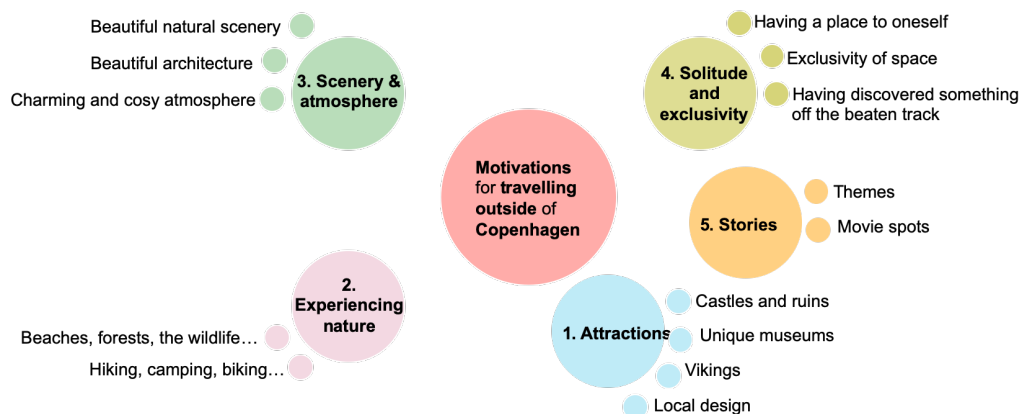 Motivations
for travelling
outside of
Copenhagen
1. Attractions
Castles and ruins
Unique museums
Vikings
Local design
2.
Experiencing
nature
Beaches, forests, the wildlife…
Hiking, camping, biking…
3. Scenery &
atmosphere
Beautiful natural scenery
Beautiful architecture
Charming and cosy atmosphere
4. Solitude
and
exclusivity
Having a place to oneself
Exclusivity of space
Having discovered something
off the beaten track
5. Stories
Themes
Movie spots